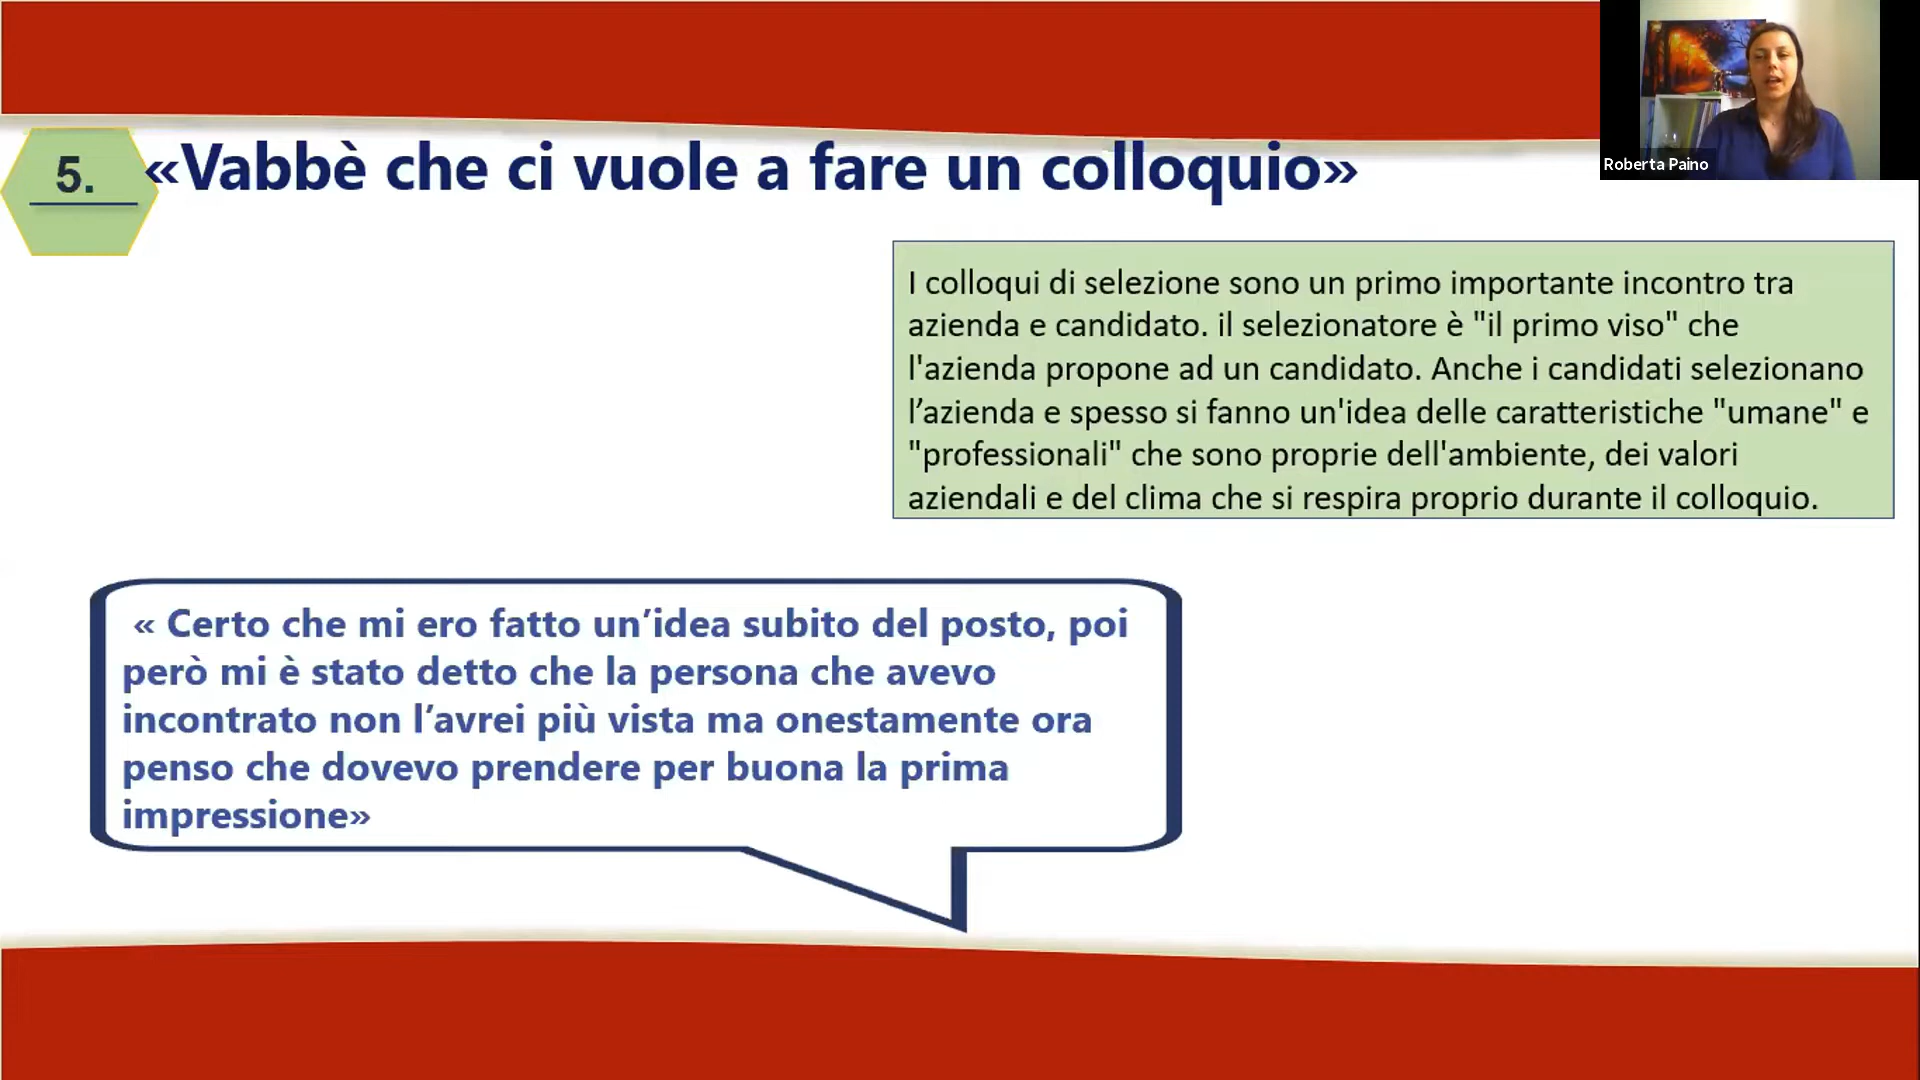 5.
«Vabbè che ci vuole a fare un colloquio»
Roberta Paino
I colloqui di selezione sono un primo importante incontro tra
azienda e candidato. il selezionatore è "il primo viso" che
l'azienda propone ad un candidato. Anche i candidati selezionano
l’azienda e spesso si fanno un'idea delle caratteristiche "umane" e
"professionali" che sono proprie dell'ambiente, dei valori
aziendali e del clima che si respira proprio durante il colloquio.
« Certo che mi ero fatto un’idea subito del posto, poi
però mi è stato detto che la persona che avevo
incontrato non l’avrei più vista ma onestamente ora
penso che dovevo prendere per buona la prima
impressione»